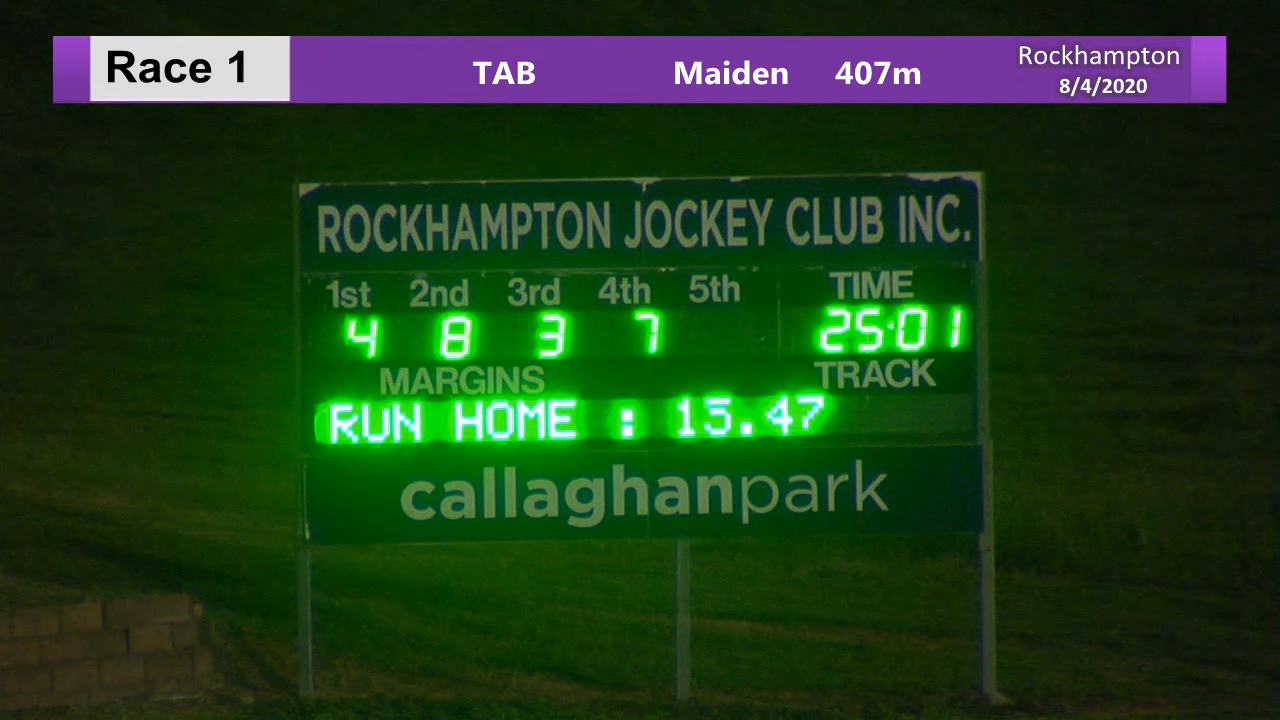 Race 1 TAB Maiden 407m Rockhampton
8/4/2020
ROCKHAMPTON JOCKEY CLUB INC.
1st 2nd 3rd 4th 5th TIME
4 8 3 7 25.01
MARGINS TRACK
RUN HOME : 15.47
callaghanpark